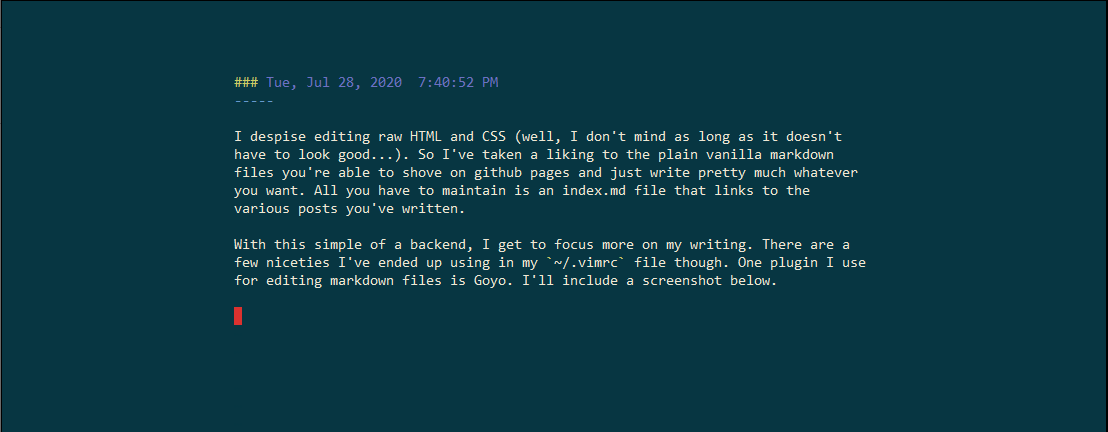 ### Tue, Jul 28, 2020  7:40:52 PM
-----
I despise editing raw HTML and CSS (well, I don't mind as long as it doesn't
have to look good...). So I've taken a liking to the plain vanilla markdown
files you're able to shove on github pages and just write pretty much whatever
you want. All you have to maintain is an index.md file that links to the
various posts you've written.
With this simple of a backend, I get to focus more on my writing. There are a
few niceties I've ended up using in my `~/.vimrc` file though. One plugin I use
for editing markdown files is Goyo. I'll include a screenshot below.